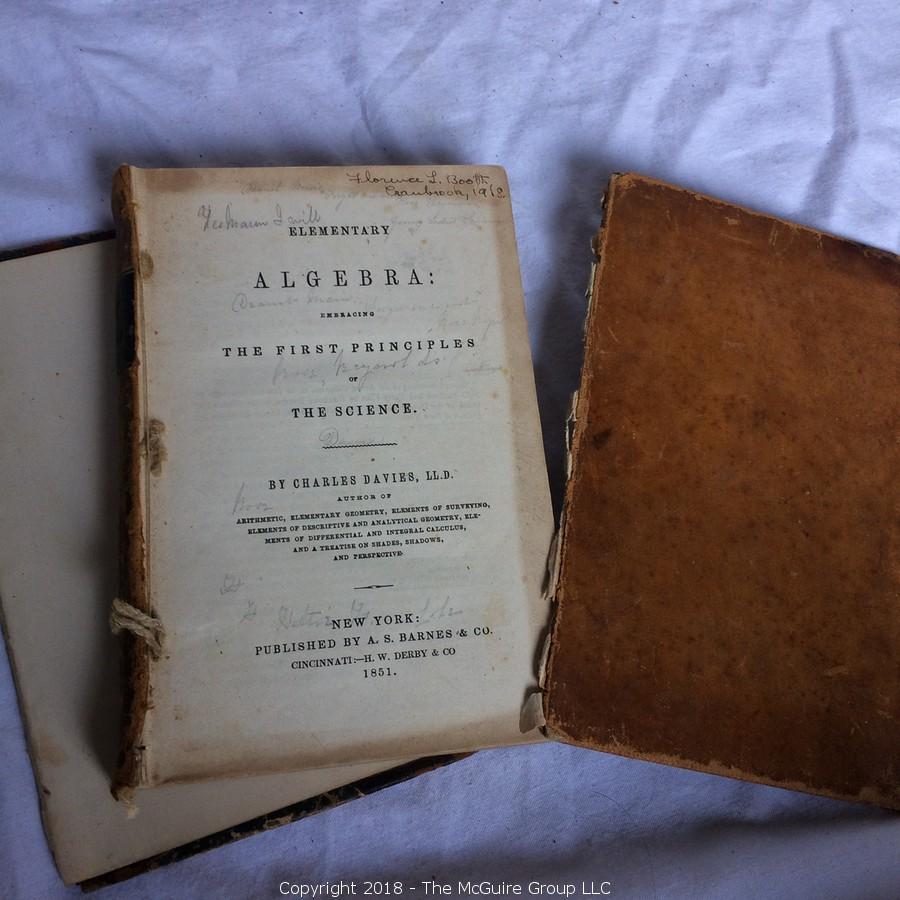 Florence L. Booth
Cranbrook, 1912.
ELEMENTARY
ALGEBRA:
EMBRACING
THE FIRST PRINCIPLES
OF
THE SCIENCE.
BY CHARLES DAVIES, LL.D.
AUTHOR OF
ARITHMETIC, ELEMENTARY GEOMETRY, ELEMENTS OF SURVEYING,
ELEMENTS OF DESCRIPTIVE AND ANALYTICAL GEOMETRY, ELE-
MENTS OF DIFFERENTIAL AND INTEGRAL CALCULUS,
AND A TREATISE ON SHADES, SHADOWS,
AND PERSPECTIVE.
NEW YORK:
PUBLISHED BY A. S. BARNES & CO.
CINCINNATI:—H. W. DERBY & CO
1851.
Copyright 2018 - The McGuire Group LLC